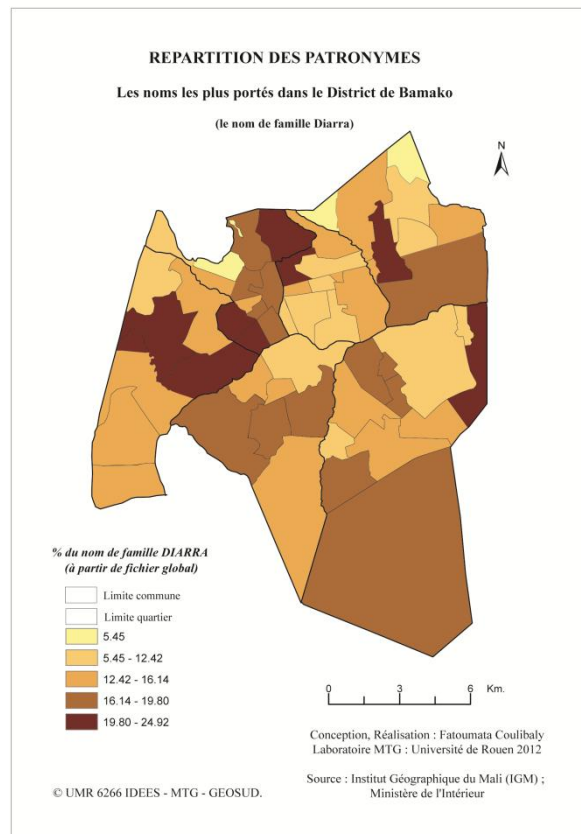 REPARTITION DES PATRONYMES
Les noms les plus portés dans le District de Bamako
(le nom de famille Diarra)
N
% du nom de famille DIARRA
(à partir de fichier global)
Limite commune
Limite quartier
5.45
5.45 - 12.42
12.42 - 16.14
16.14 - 19.80
19.80 - 24.92
0 3 6 Km.
Conception, Réalisation : Fatoumata Coulibaly
Laboratoire MTG : Université de Rouen 2012
Source : Institut Géographique du Mali (IGM) ;
Ministère de l'Intérieur
© UMR 6266 IDEES - MTG - GEOSUD.